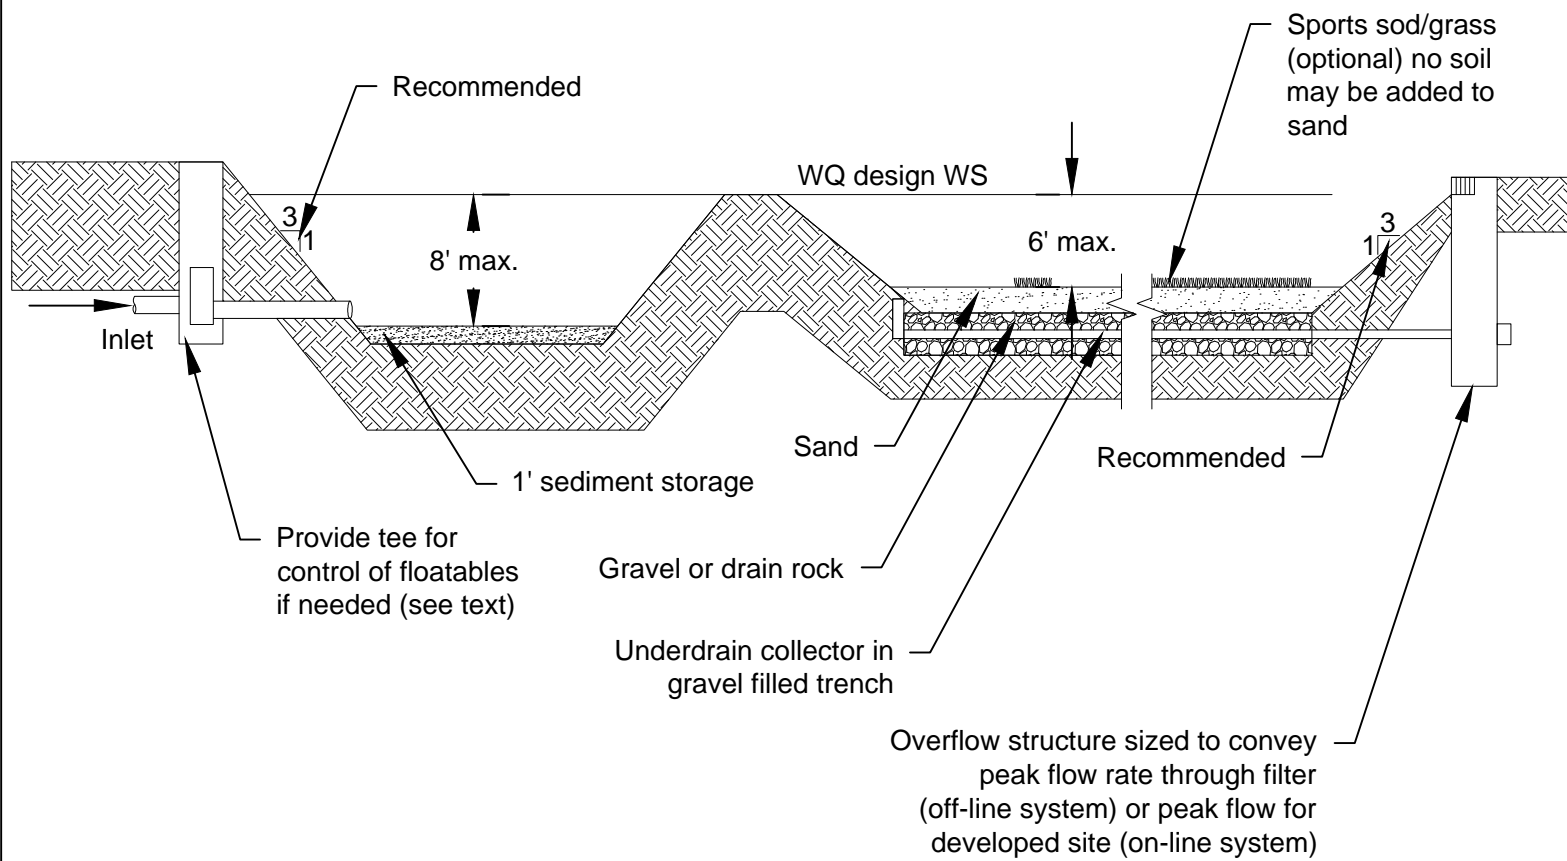 Sports sod/grass
(optional) no soil
may be added to
sand
Recommended
WQ design WS
3
1
8' max.
6' max.
3
1
Inlet
Sand
Recommended
1' sediment storage
Provide tee for
control of floatables
if needed (see text)
Gravel or drain rock
Underdrain collector in
gravel filled trench
Overflow structure sized to convey
peak flow rate through filter
(off-line system) or peak flow for
developed site (on-line system)